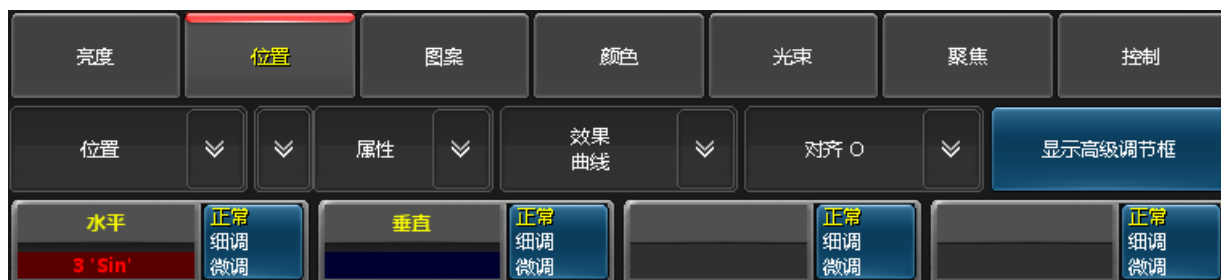 亮度 位置 图案 颜色 光束 聚焦 控制
位置 属性 效果 曲线 对齐 O 显示高级调节框
水平 正常 垂直 正常 正常 正常
细调 细调 细调 细调
3 'Sin' 微调 微调 微调 微调